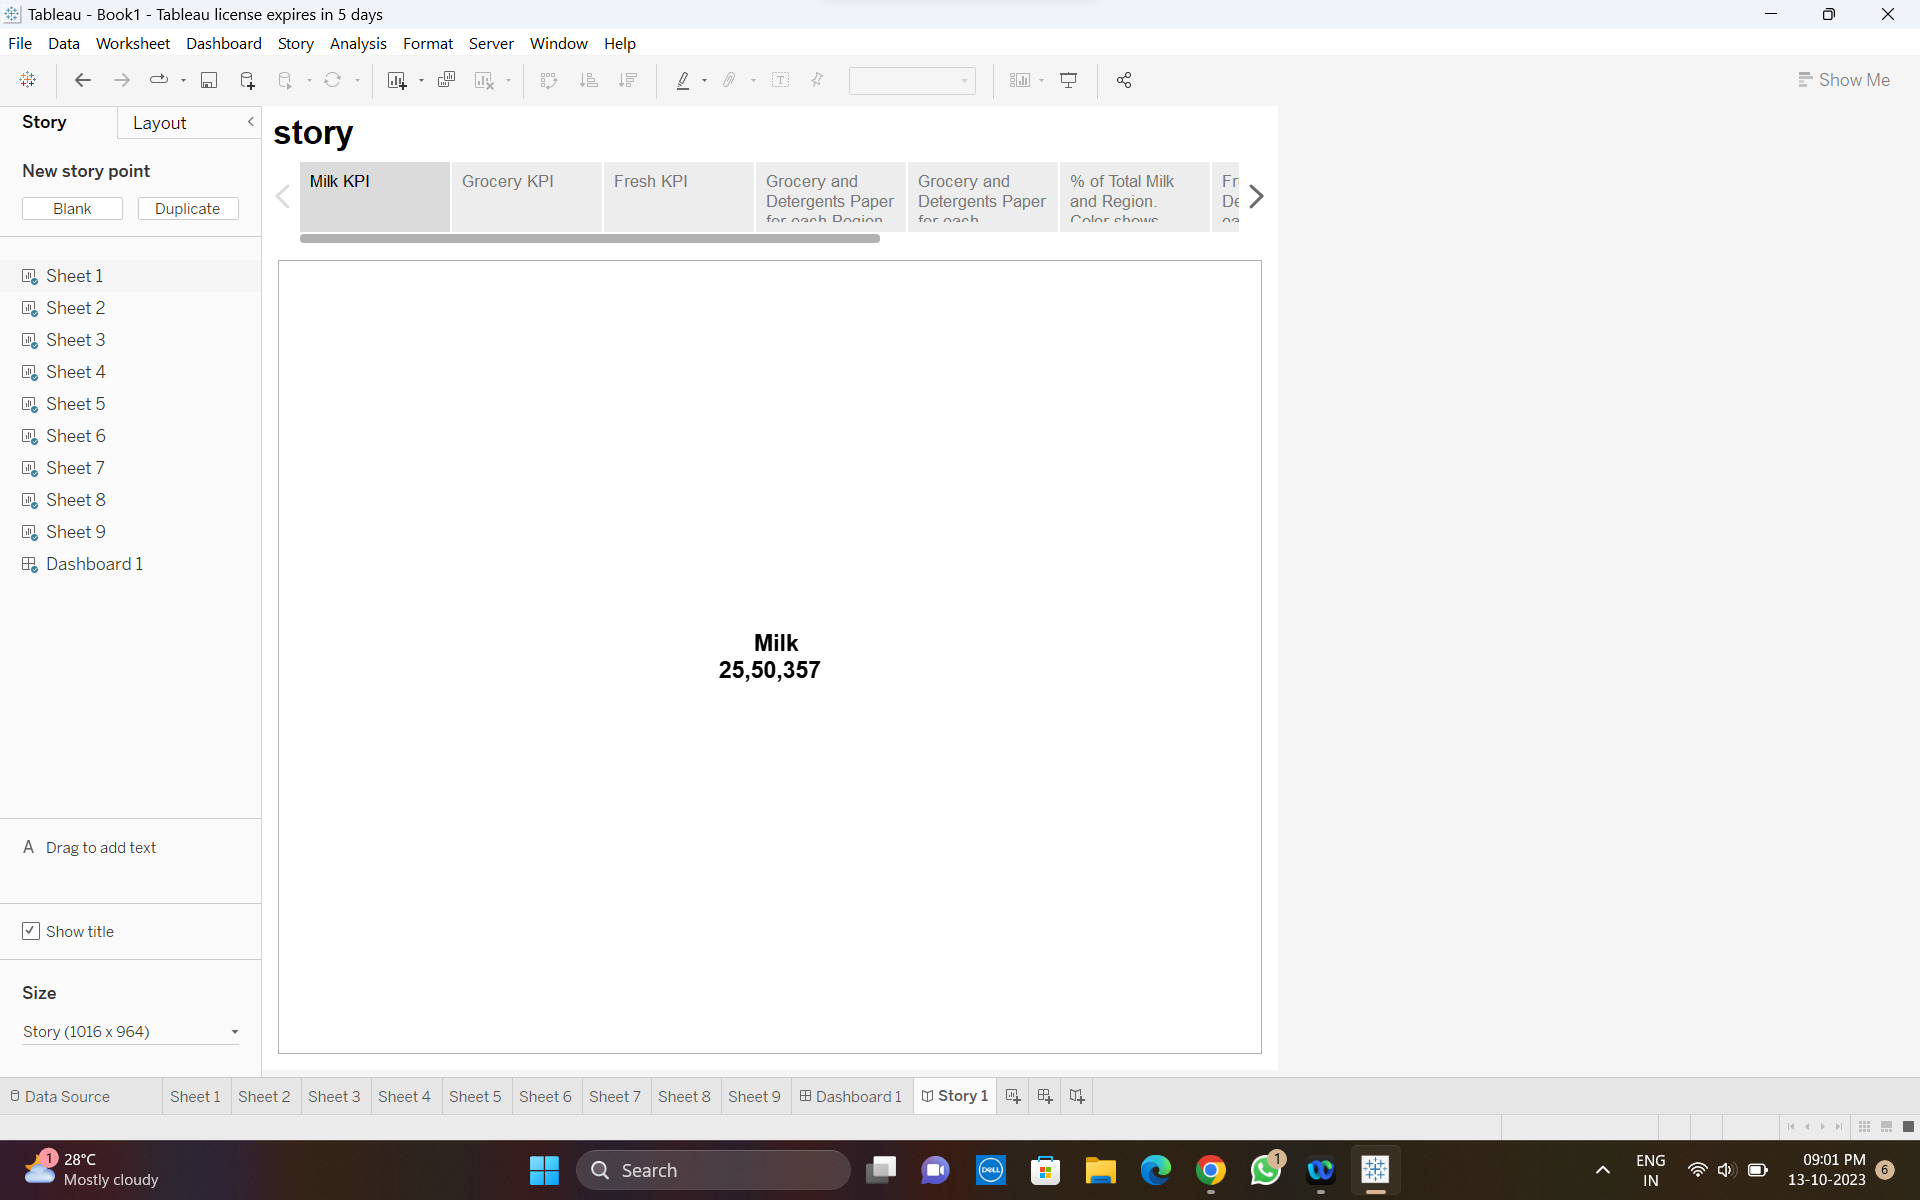 Tableau - Book1 - Tableau license expires in 5 days
File Data Worksheet Dashboard Story Analysis Format Server Window Help
Show Me
Story Layout
New story point
Blank Duplicate
Sheet 1
Sheet 2
Sheet 3
Sheet 4
Sheet 5
Sheet 6
Sheet 7
Sheet 8
Sheet 9
Dashboard 1
A Drag to add text
Show title
Size
Story (1016 x 964)
story
Milk KPI
Grocery KPI
Fresh KPI
Grocery and
Detergents Paper
for each Region
Grocery and
Detergents Paper
for each
% of Total Milk
and Region.
Color shows
Milk
25,50,357
Data Source Sheet 1 Sheet 2 Sheet 3 Sheet 4 Sheet 5 Sheet 6 Sheet 7 Sheet 8 Sheet 9 Dashboard 1 Story 1
1
28°C
Mostly cloudy
Search
DELL
1
ENG
IN
09:01 PM
13-10-2023
6